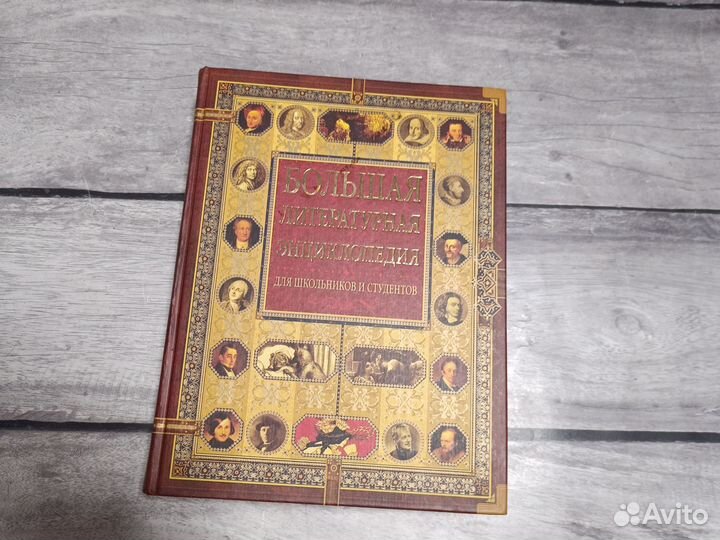 БОЛЬШАЯ
ЛИТЕРАТУРНАЯ
ЭНЦИКЛОПЕДИЯ
ДЛЯ ШКОЛЬНИКОВ И СТУДЕНТОВ
Avito